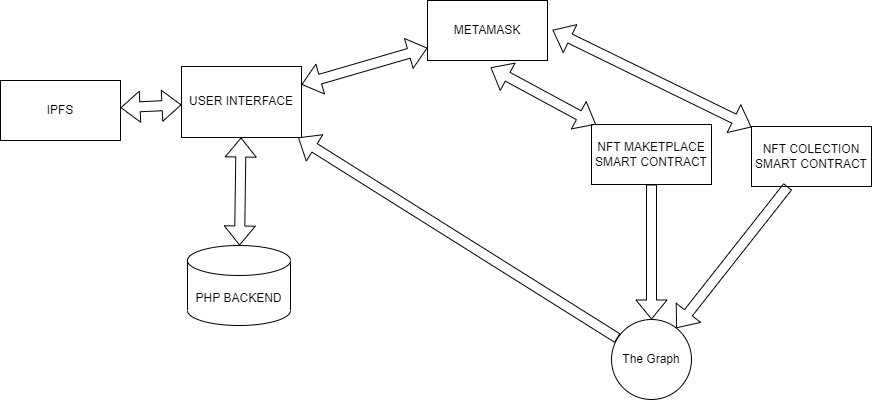 METAMASK
IPFS
USER INTERFACE
NFT MAKETPLACE
SMART CONTRACT
NFT COLECTION
SMART CONTRACT
PHP BACKEND
The Graph